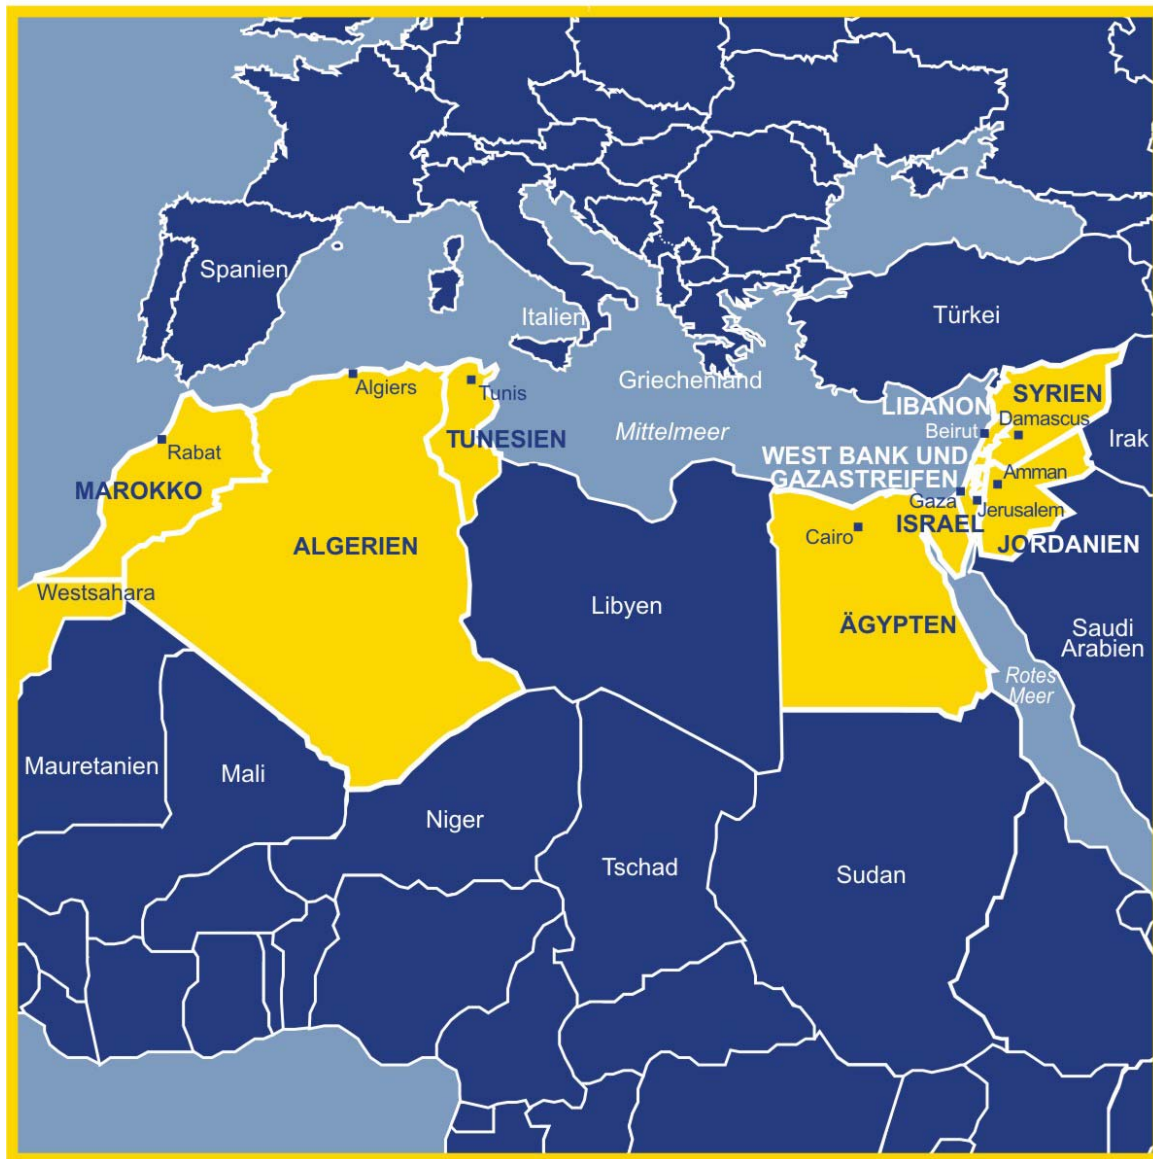 Spanien
Italien
Türkei
Griechenland
Mittelmeer
Algiers
Tunis
TUNESIEN
Rabat
MAROKKO
ALGERIEN
Westsahara
LIBANON
SYRIEN
Beirut
Damascus
Irak
WEST BANK UND
GAZASTREIFEN
Amman
Gaza
Jerusalem
ISRAEL
JORDANIEN
Cairo
Libyen
ÄGYPTEN
Saudi
Arabien
Rotes
Meer
Mauretanien
Mali
Niger
Tschad
Sudan